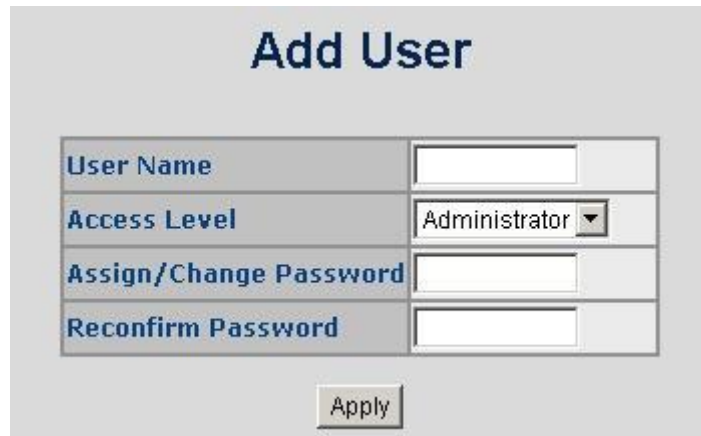 Add User
User Name
Access Level Administrator
Assign/Change Password
Reconfirm Password
Apply